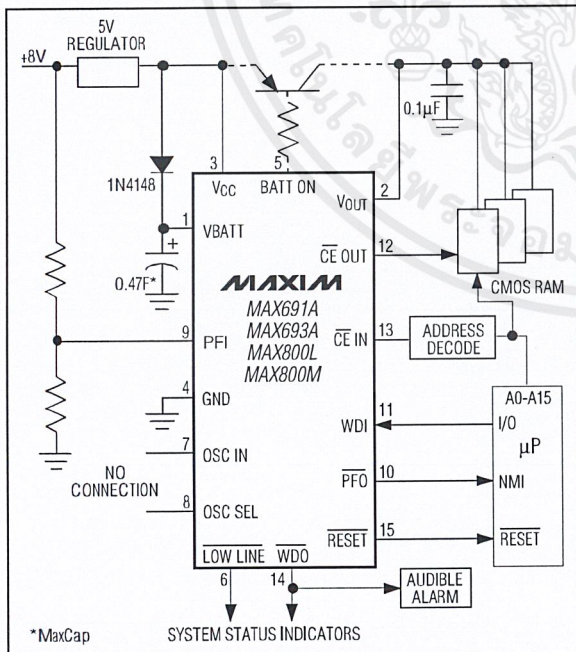 5V
REGULATOR
+8V
0.1µF
3
5
1N4148
VCC
BATT ON
VOUT
2
1
VBATT
CE OUT
12
+
0.47F*
MAXIM
MAX691A
MAX693A
MAX800L
MAX800M
CMOS RAM
9
PFI
CE IN
13
ADDRESS
DECODE
4
GND
A0-A15
WDI
11
I/O
µP
7
OSC IN
NO
CONNECTION
PFO
10
NMI
8
OSC SEL
RESET
15
RESET
LOW LINE
WDO
6
14
AUDIBLE
ALARM
*MaxCap
SYSTEM STATUS INDICATORS